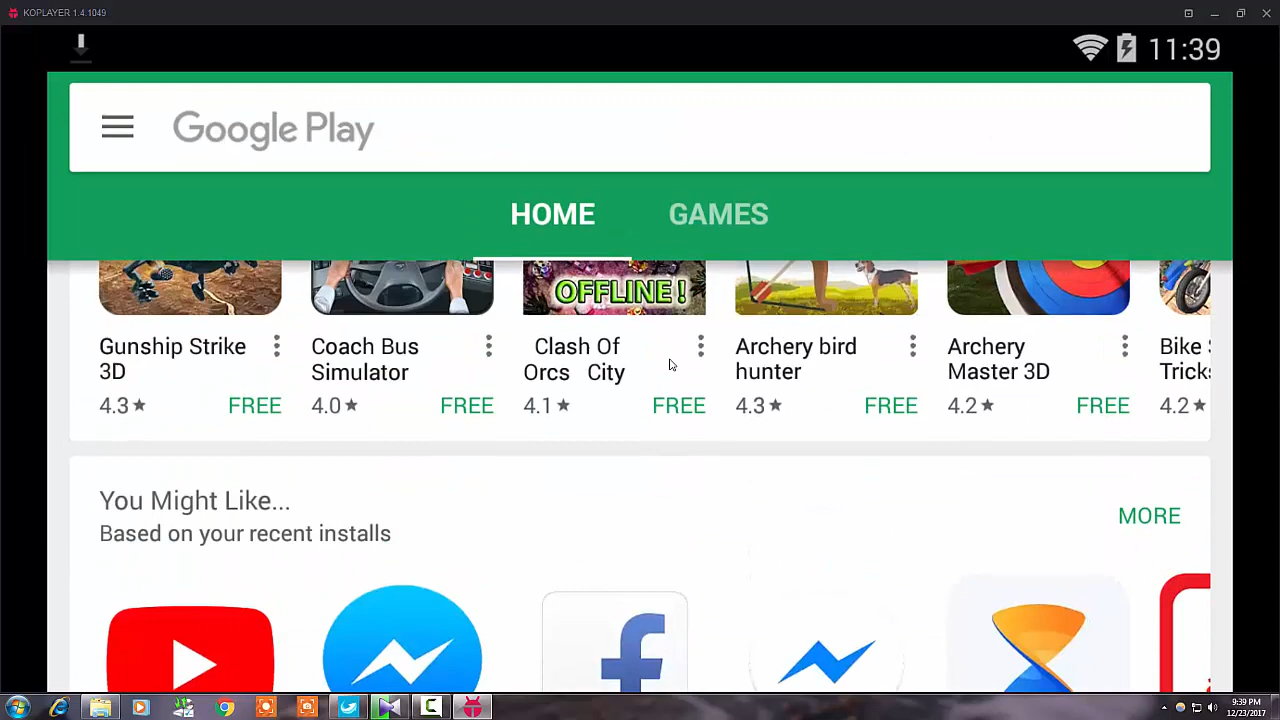 KOPLAYER 1.4.1049
11:39
Google Play
HOME GAMES
OFFLINE !
Gunship Strike 3D
4.3★ FREE
Coach Bus Simulator
4.0★ FREE
Clash Of Orcs City
4.1★ FREE
Archery bird hunter
4.3★ FREE
Archery Master 3D
4.2★ FREE
Bike
Trick
4.2★
You Might Like...
Based on your recent installs
MORE
9:39 PM
12/23/2017